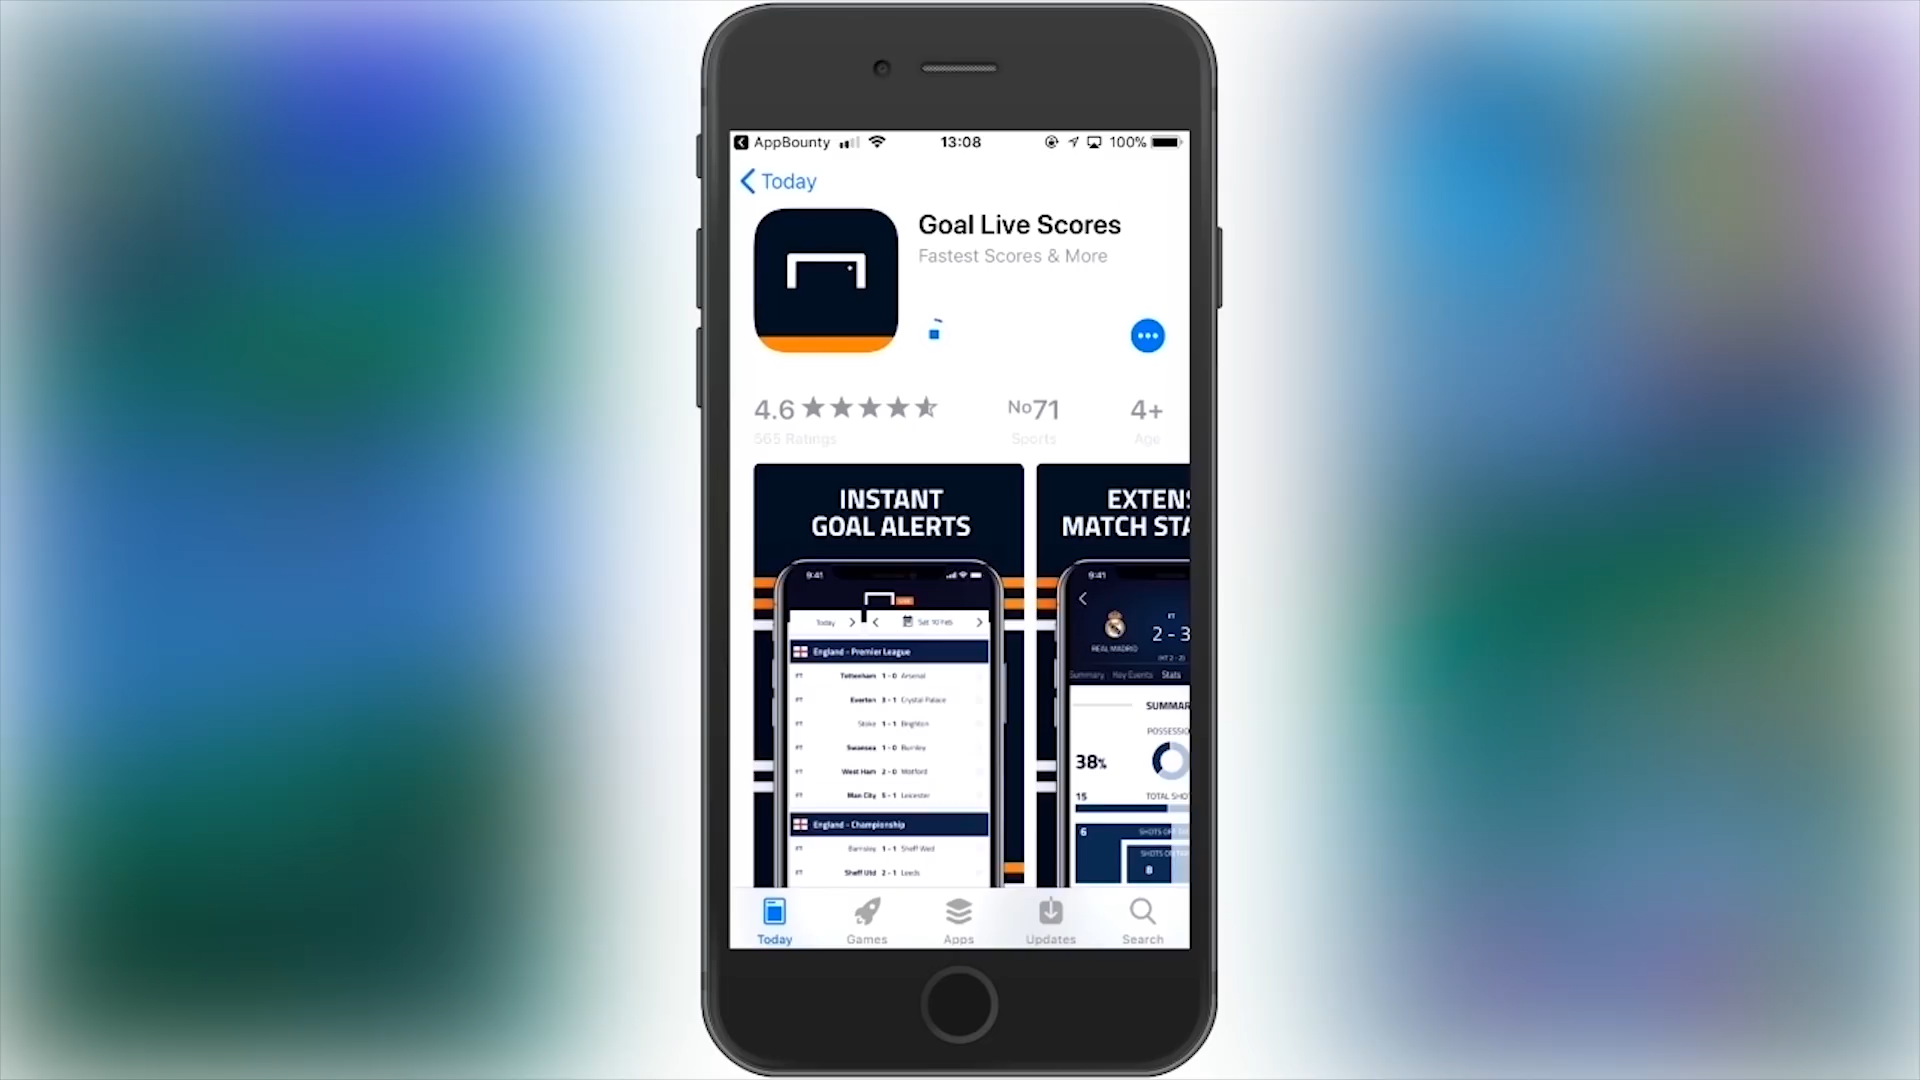 AppBounty
13:08
100%
Today
Goal Live Scores
Fastest Scores & More
4.6
No71
4+
565 Ratings
Sports
Age
INSTANT
GOAL ALERTS
9:41
Today
Sat 10 Feb
England - Premier League
FT Tottenham 1 - 0 Arsenal
FT Everton 3 - 1 Crystal Palace
FT Stoke 1 - 1 Brighton
FT Swansea 1 - 0 Burnley
FT West Ham 2 - 0 Watford
FT Man City 5 - 1 Leicester
England - Championship
FT Barnsley 1 - 1 Sheff Wed
FT Sheff Utd 2 - 1 Leeds
EXTENS
MATCH STA
9:41
FT
2 - 3
REAL MADRID
(HT 2 - 2)
Summary Key Events Stats
SUMMAR
POSSESSIO
38%
15
TOTAL SHO
6
8
Today
Games
Apps
Updates
Search